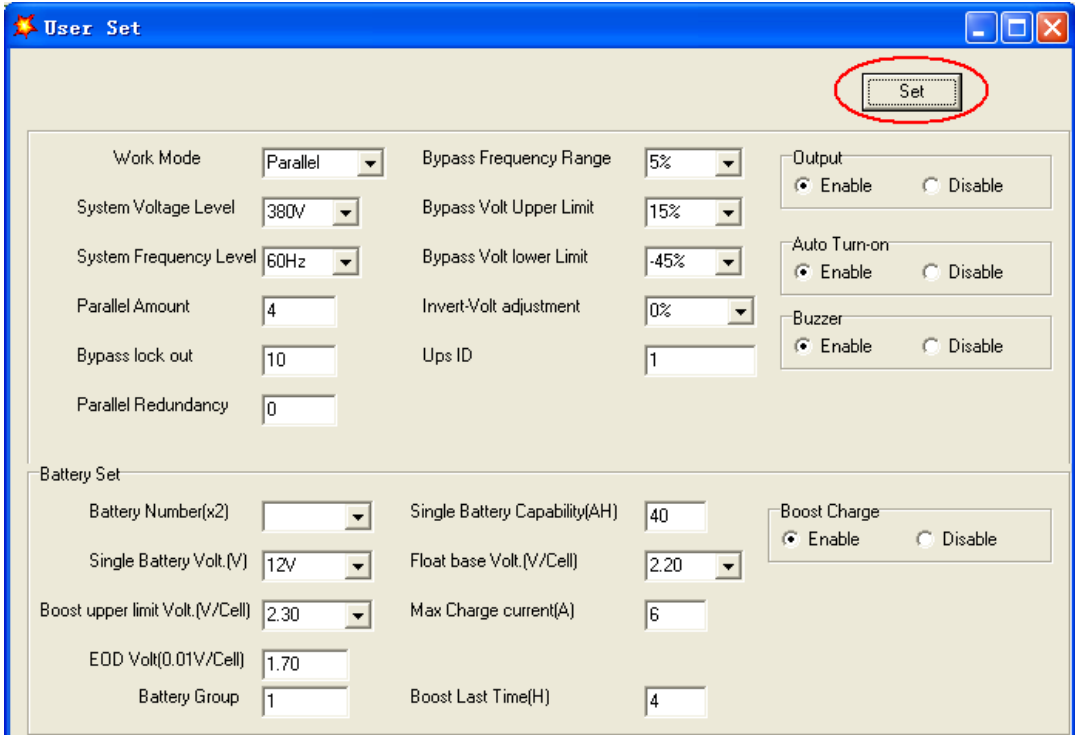 User Set
Set
Work Mode Parallel Bypass Frequency Range 5% Output
Enable Disable
System Voltage Level 380V Bypass Volt Upper Limit 15%
System Frequency Level 60Hz Bypass Volt lower Limit -45% Auto Turn-on
Enable Disable
Parallel Amount 4 Invert-Volt adjustment 0% Buzzer
Enable Disable
Bypass lock out 10 Ups ID 1
Parallel Redundancy 0
Battery Set
Battery Number(x2) Single Battery Capability(AH) 40 Boost Charge
Enable Disable
Single Battery Volt.(V) 12V Float base Volt.(V/Cell) 2.20
Boost upper limit Volt.(V/Cell) 2.30 Max Charge current(A) 6
EOD Volt(0.01V/Cell) 1.70
Battery Group 1 Boost Last Time(H) 4